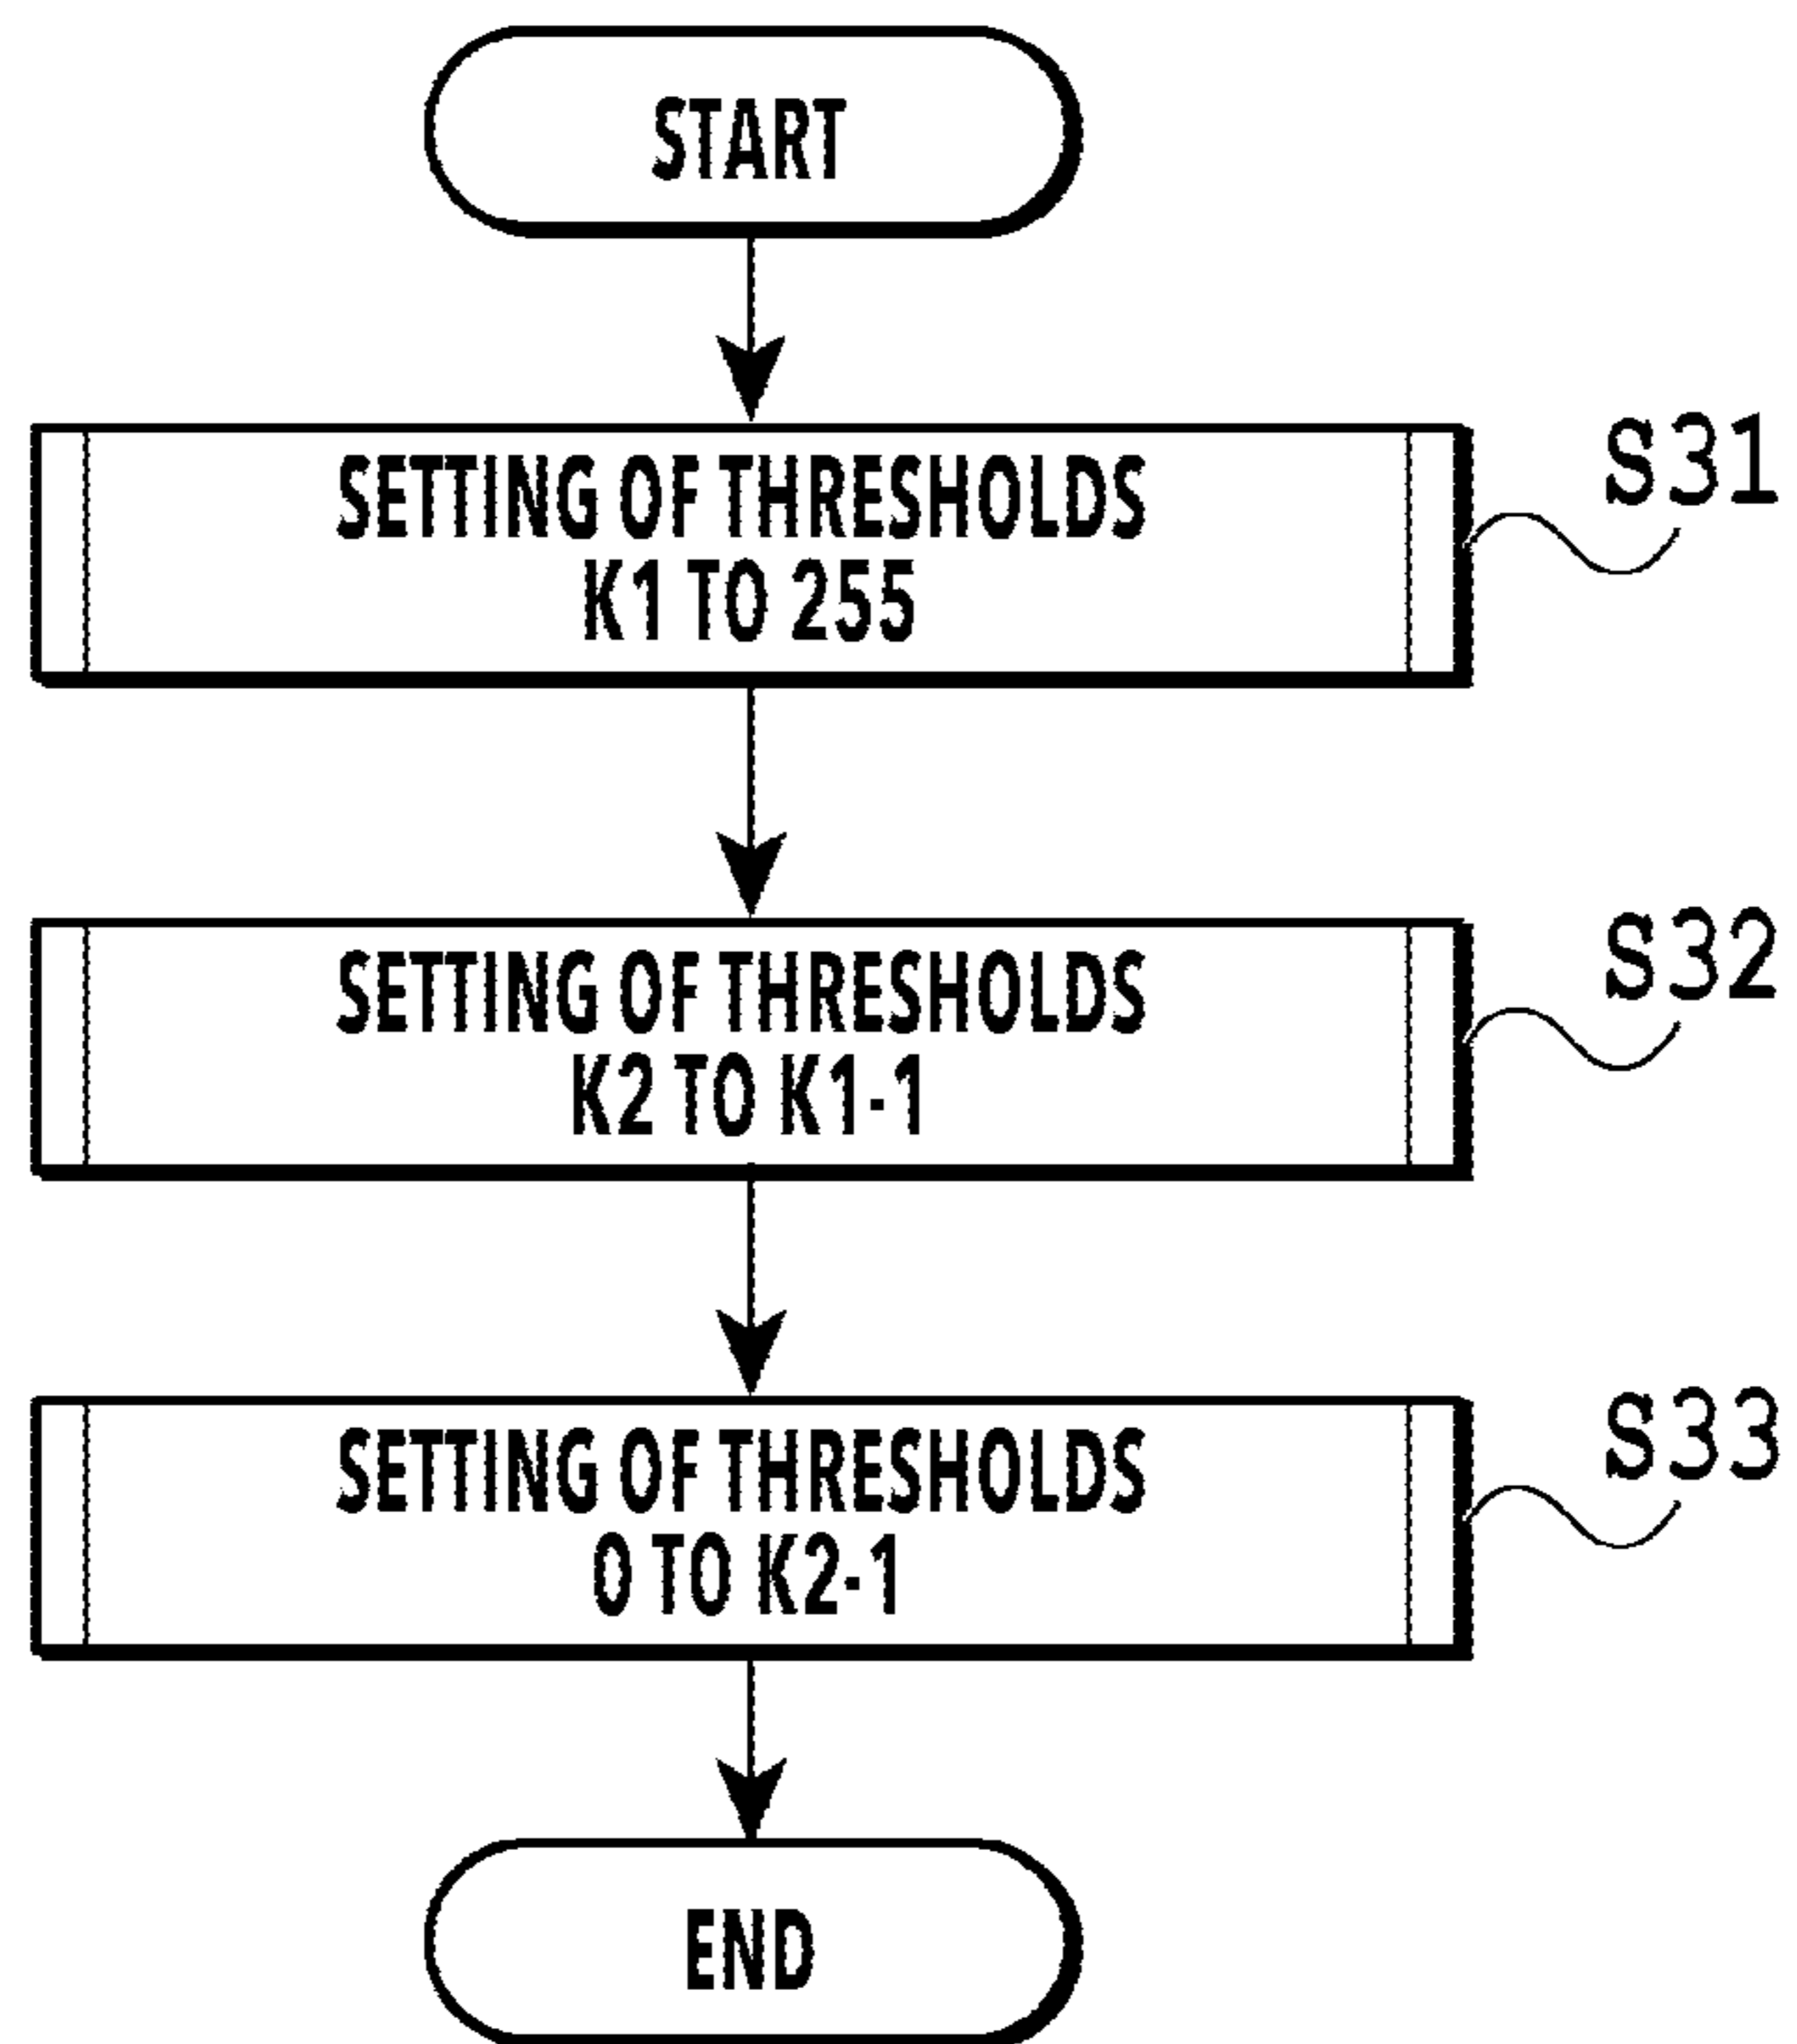 START
SETTING OF THRESHOLDS
K1 TO 255
S31
SETTING OF THRESHOLDS
K2 TO K1-1
S32
SETTING OF THRESHOLDS
0 TO K2-1
S33
END